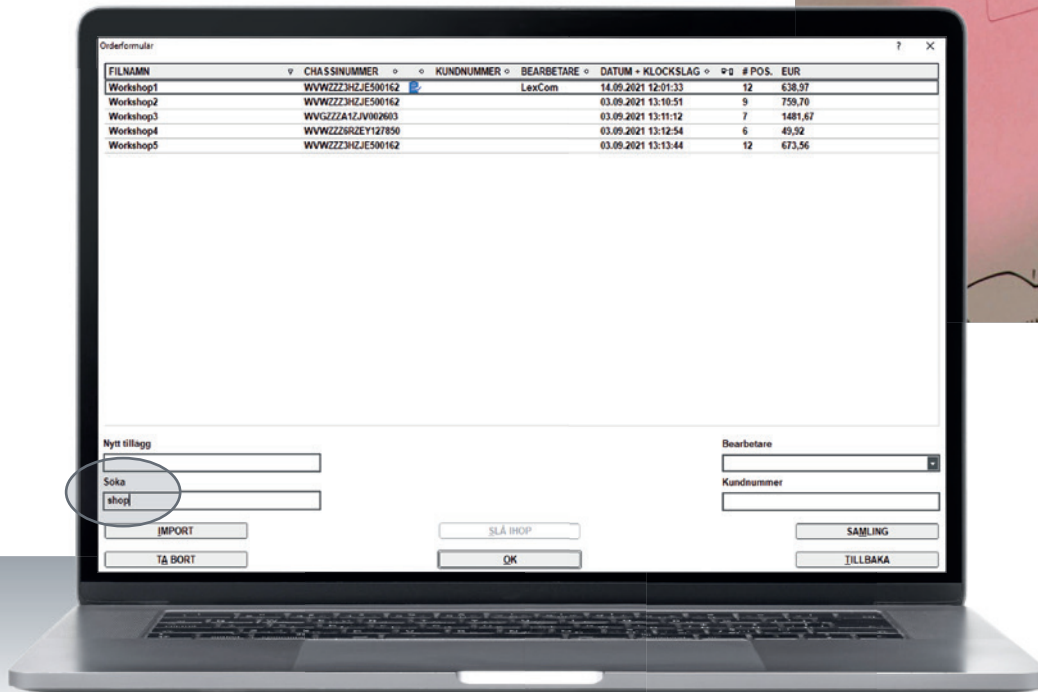 Orderformulär ? ×
FILNAMN CHASSINUMMER KUNDNUMMER BEARBETARE DATUM + KLOCKSLAG # POS. EUR
Workshop1 WVWZZZ3HZJE500162 LexCom 14.09.2021 12:01:33 12 638,97
Workshop2 WVWZZZ3HZJE500162 03.09.2021 13:10:51 9 759,70
Workshop3 WVGZZZA1ZJV002603 03.09.2021 13:11:12 7 1481,67
Workshop4 WVWZZZ6RZEY127850 03.09.2021 13:12:54 6 49,92
Workshop5 WVWZZZ3HZJE500162 03.09.2021 13:13:44 12 673,56
Nytt tillägg Bearbetare
Söka Kundnummer
shop
IMPORT SLÅ IHOP SAMLING
TA BORT OK TILLBAKA